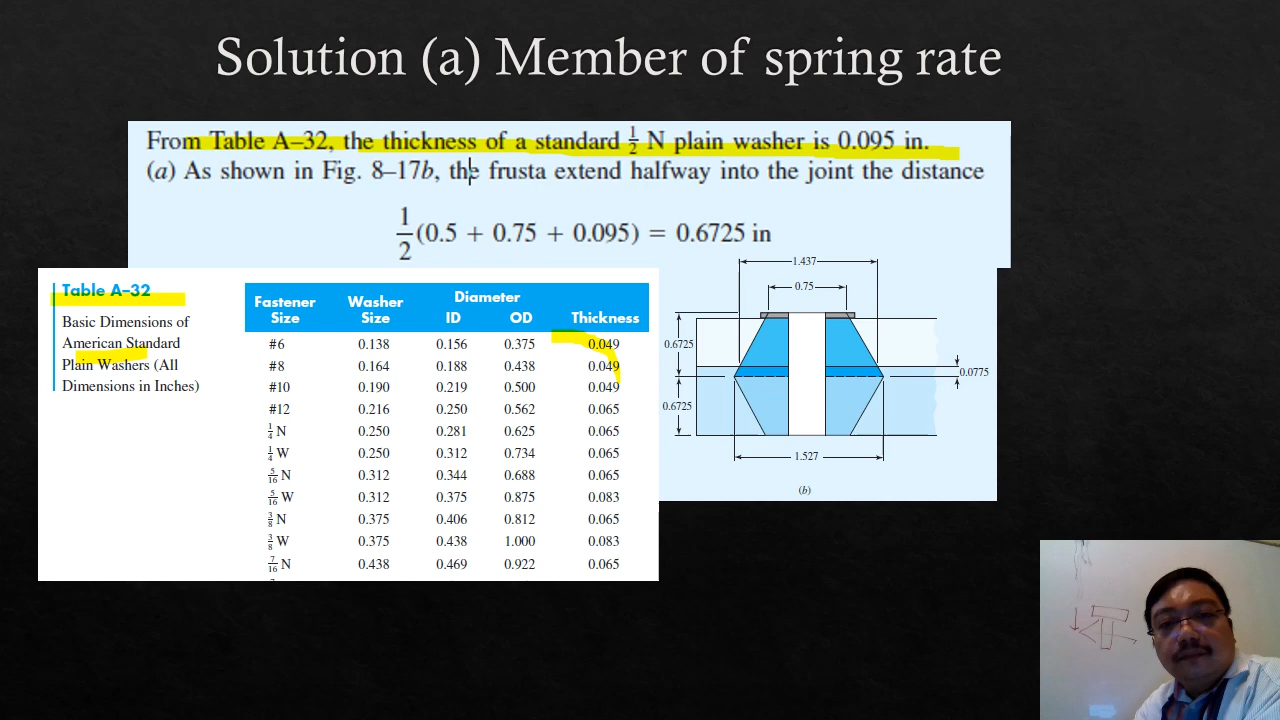 Solution (a) Member of spring rate
From Table A–32, the thickness of a standard 1/2 N plain washer is 0.095 in.
(a) As shown in Fig. 8–17b, the frusta extend halfway into the joint the distance
1/2 (0.5 + 0.75 + 0.095) = 0.6725 in
Table A–32
Basic Dimensions of
American Standard
Plain Washers (All
Dimensions in Inches)
Fastener Washer Diameter
Size Size ID OD Thickness
#6 0.138 0.156 0.375 0.049
#8 0.164 0.188 0.438 0.049
#10 0.190 0.219 0.500 0.049
#12 0.216 0.250 0.562 0.065
1/4 N 0.250 0.281 0.625 0.065
1/4 W 0.250 0.312 0.734 0.065
5/16 N 0.312 0.344 0.688 0.065
5/16 W 0.312 0.375 0.875 0.083
3/8 N 0.375 0.406 0.812 0.065
3/8 W 0.375 0.438 1.000 0.083
7/16 N 0.438 0.469 0.922 0.065
1.437
0.75
0.6725
0.0775
0.6725
1.527
(b)